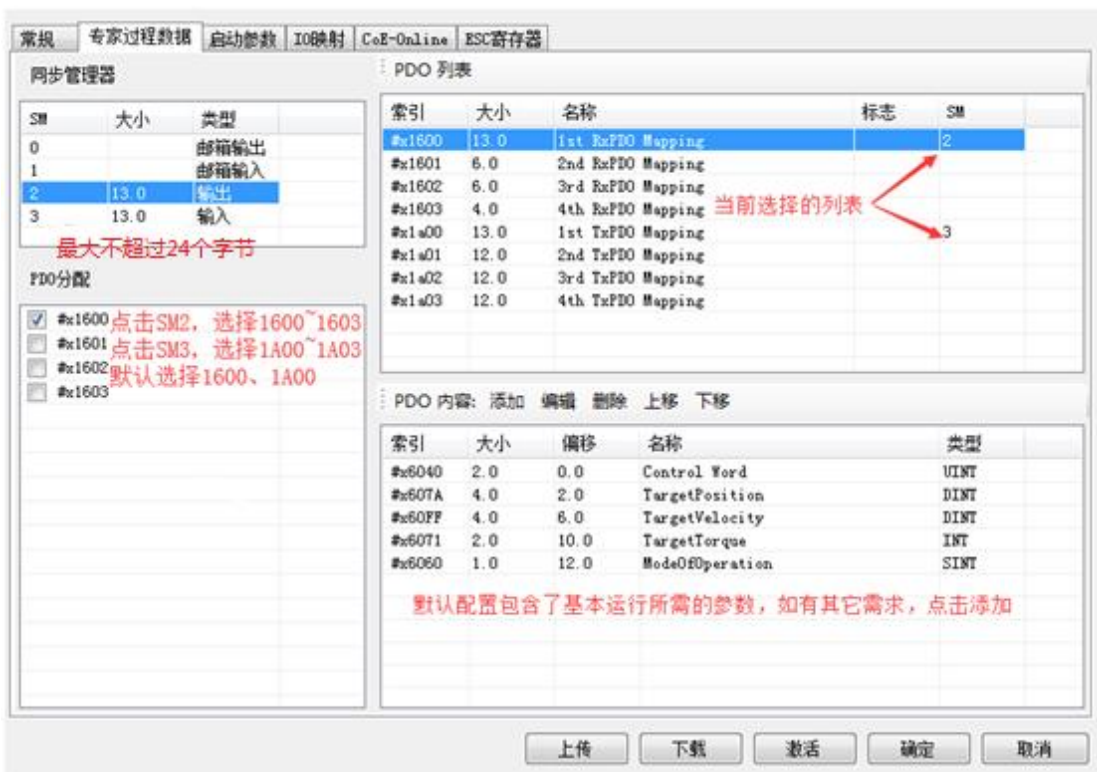 常规 专家过程数据 启动参数 IO映射 CoE-Online ESC寄存器
同步管理器
SM 大小 类型
0 邮箱输出
1 邮箱输入
2 13.0 输出
3 13.0 输入
最大不超过24个字节
PDO分配
#x1600
#x1601
#x1602
#x1603
点击SM2，选择1600~1603
点击SM3，选择1A00~1A03
默认选择1600、1A00
PDO 列表
索引 大小 名称 标志 SM
#x1600 13.0 1st RxPDO Mapping 2
#x1601 6.0 2nd RxPDO Mapping
#x1602 6.0 3rd RxPDO Mapping
#x1603 4.0 4th RxPDO Mapping
#x1a00 13.0 1st TxPDO Mapping 3
#x1a01 12.0 2nd TxPDO Mapping
#x1a02 12.0 3rd TxPDO Mapping
#x1a03 12.0 4th TxPDO Mapping
当前选择的列表
PDO 内容: 添加 编辑 删除 上移 下移
索引 大小 偏移 名称 类型
#x6040 2.0 0.0 Control Word UINT
#x607A 4.0 2.0 TargetPosition DINT
#x60FF 4.0 6.0 TargetVelocity DINT
#x6071 2.0 10.0 TargetTorque INT
#x6060 1.0 12.0 ModeOfOperation SINT
默认配置包含了基本运行所需的参数，如有其它需求，点击添加
上传 下载 激活 确定 取消